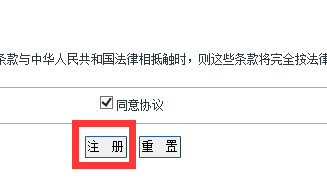 条款与中华人民共和国法律相抵触时，则这些条款将完全按法律
同意协议
注 册 重 置